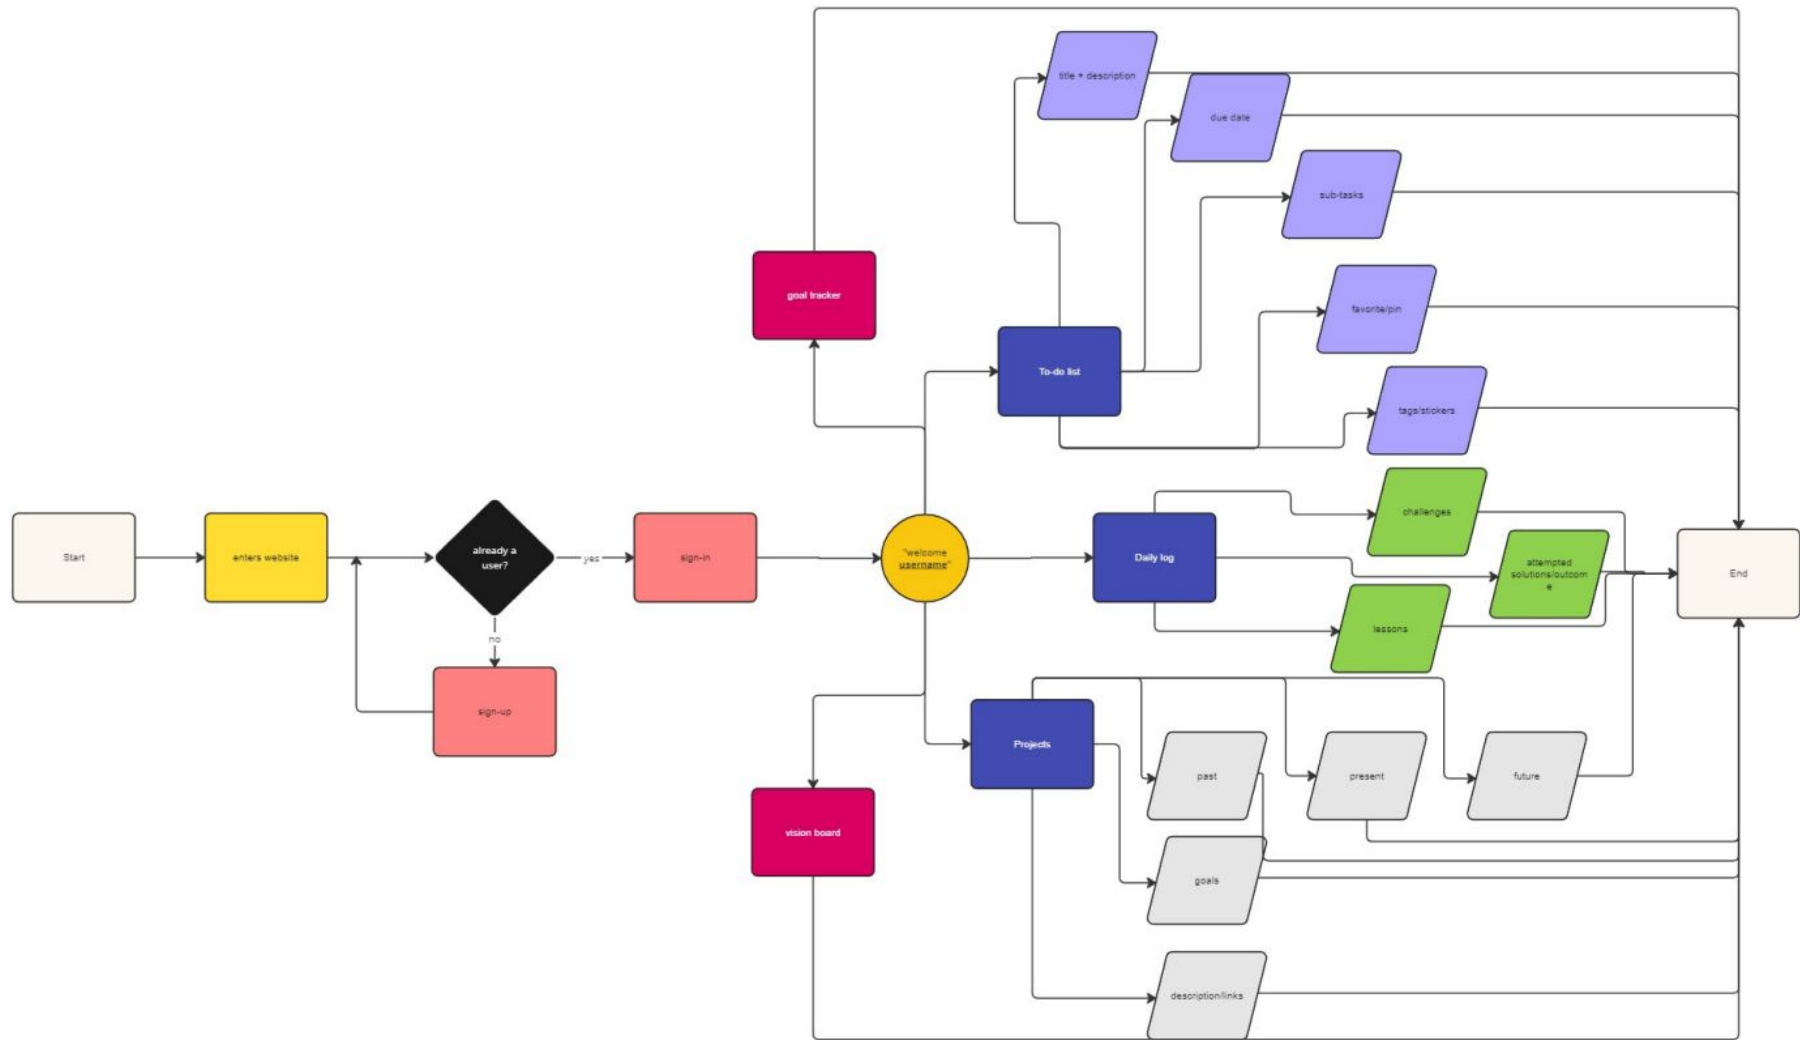 title + description
due date
sub-tasks
goal tracker
favorite/pin
To-do list
tags/stickers
challenges
Start
enters website
already a
user?
yes
sign-in
"welcome
username"
Daily log
attempted
solutions/outcom
e
End
lessons
no
sign-up
Projects
past
present
future
vision board
goals
description/links